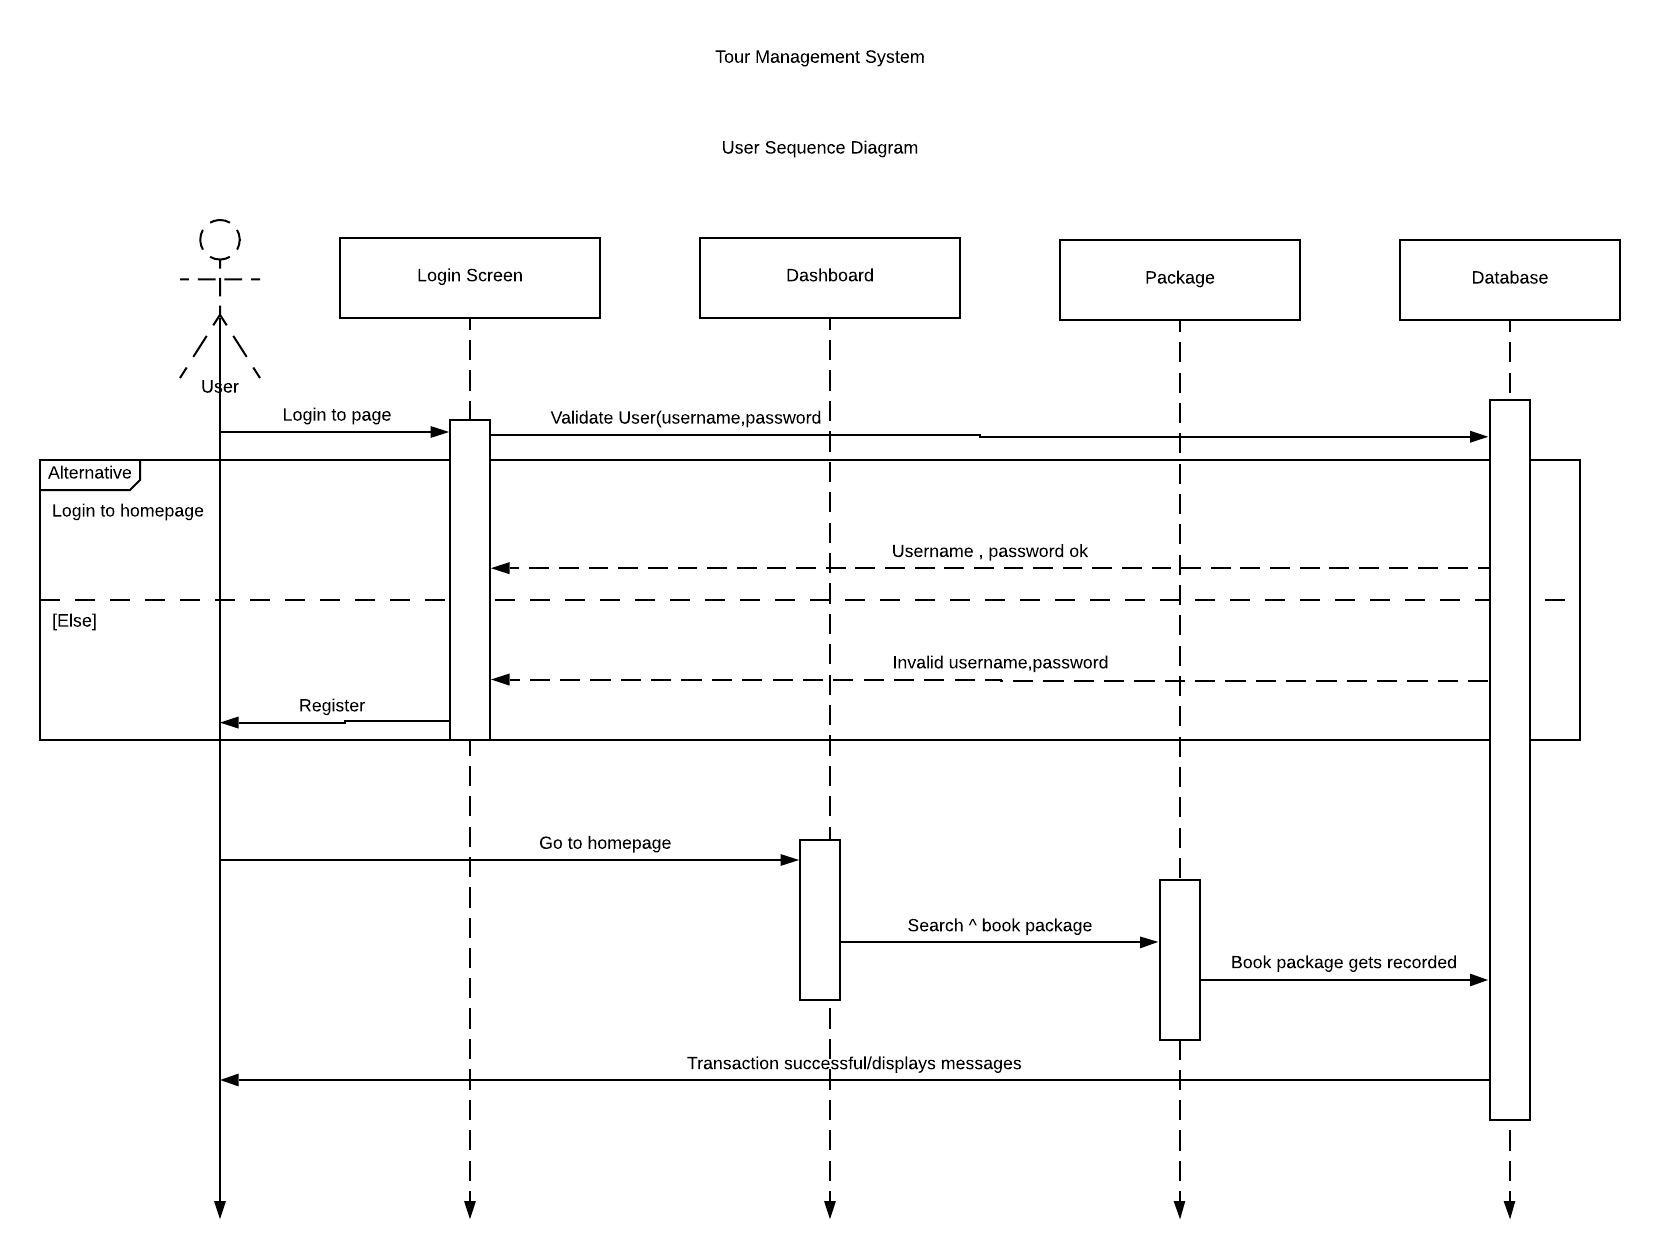 Tour Management System
User Sequence Diagram
Login Screen
Dashboard
Package
Database
User
Login to page
Validate User(username,password
Alternative
Login to homepage
Username , password ok
[Else]
Invalid username,password
Register
Go to homepage
Search ^ book package
Book package gets recorded
Transaction successful/displays messages